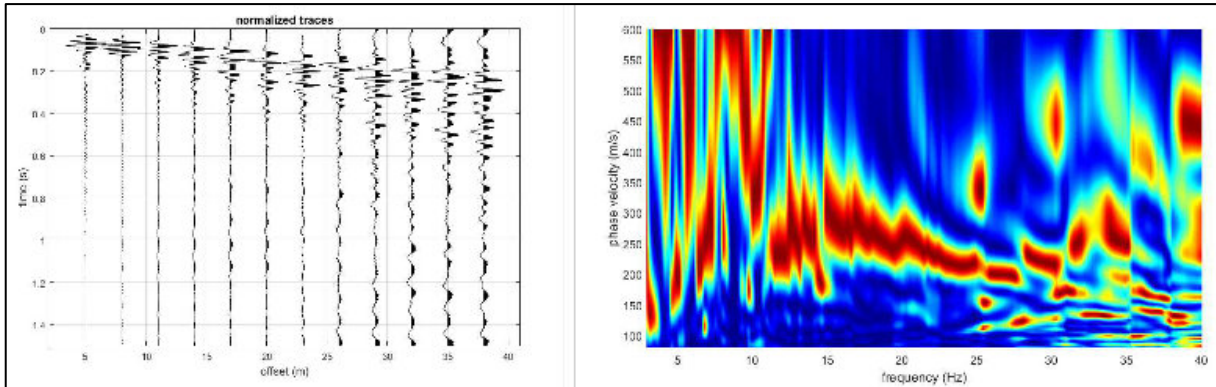 normalized traces
0
0.2
0.4
0.6
0.8
1
1.2
1.4
time (s)
5 10 15 20 25 30 35 40
offset (m)
600
550
500
450
400
350
300
250
200
150
100
phase velocity (m/s)
5 10 15 20 25 30 35 40
frequency (Hz)